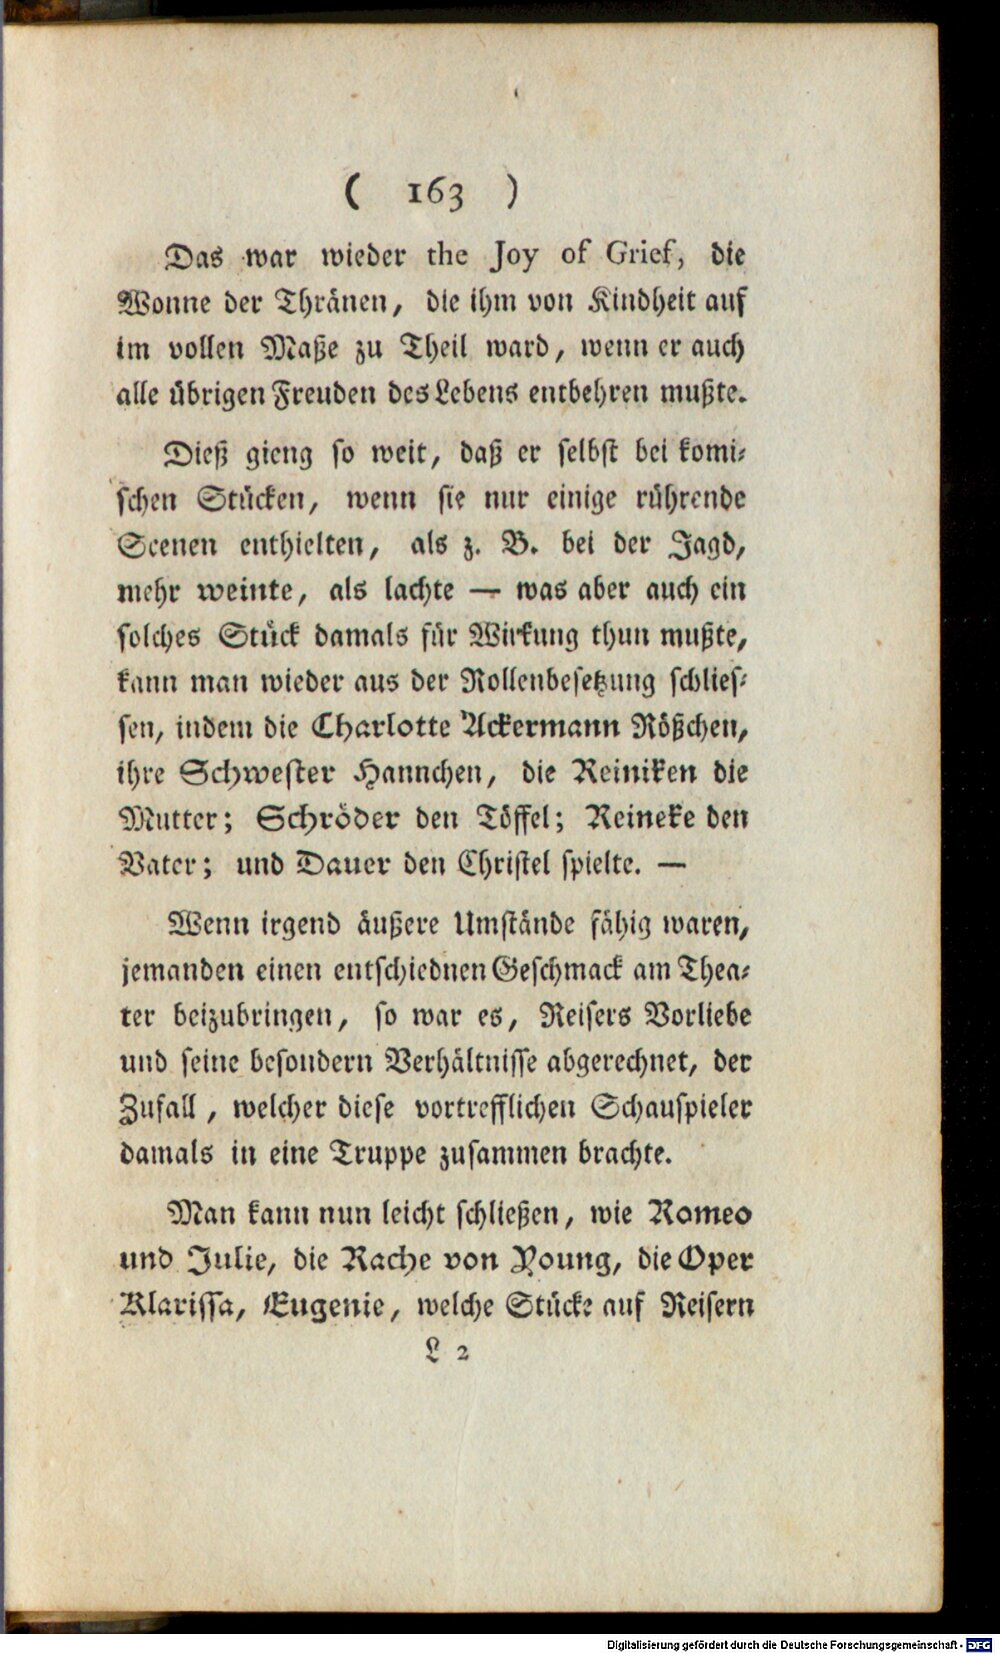 ( 163 )
Das war wieder the Joy of Grief, die
Wonne der Thränen, die ihm von Kindheit auf
im vollen Maße zu Theil ward, wenn er auch
alle übrigen Freuden des Lebens entbehren mußte.
Dieß gieng so weit, daß er selbst bei komi-
schen Stücken, wenn sie nur einige rührende
Scenen enthielten, als z. B. bei der Jagd,
mehr weinte, als lachte — was aber auch ein
solches Stück damals für Wirkung thun mußte,
kann man wieder aus der Rollenbesetzung schlies-
sen, indem die Charlotte Ackermann Rößchen,
ihre Schwester Hannchen, die Reiniken die
Mutter; Schröder den Töffel; Reineke den
Vater; und Dauer den Christel spielte. —
Wenn irgend äußere Umstände fähig waren,
jemanden einen entschiednen Geschmack am Thea-
ter beizubringen, so war es, Reisers Vorliebe
und seine besondern Verhältnisse abgerechnet, der
Zufall, welcher diese vortrefflichen Schauspieler
damals in eine Truppe zusammen brachte.
Man kann nun leicht schließen, wie Romeo
und Julie, die Rache von Young, die Oper
Klarissa, Eugenie, welche Stücke auf Reisern
L 2
Digitalisierung gefördert durch die Deutsche Forschungsgemeinschaft - DFG